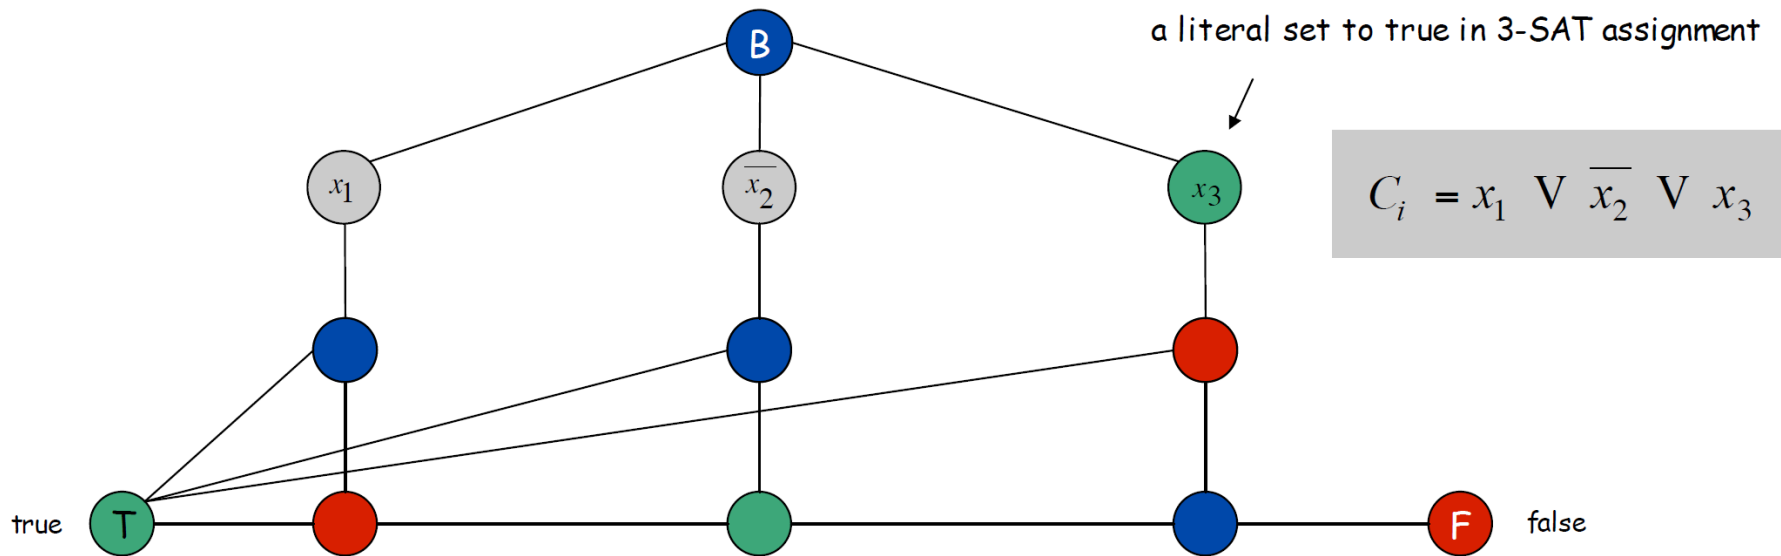 B
a literal set to true in 3-SAT assignment
x₁
x̅₂
x₃
Cᵢ = x₁ V x̅₂ V x₃
true
T
F
false